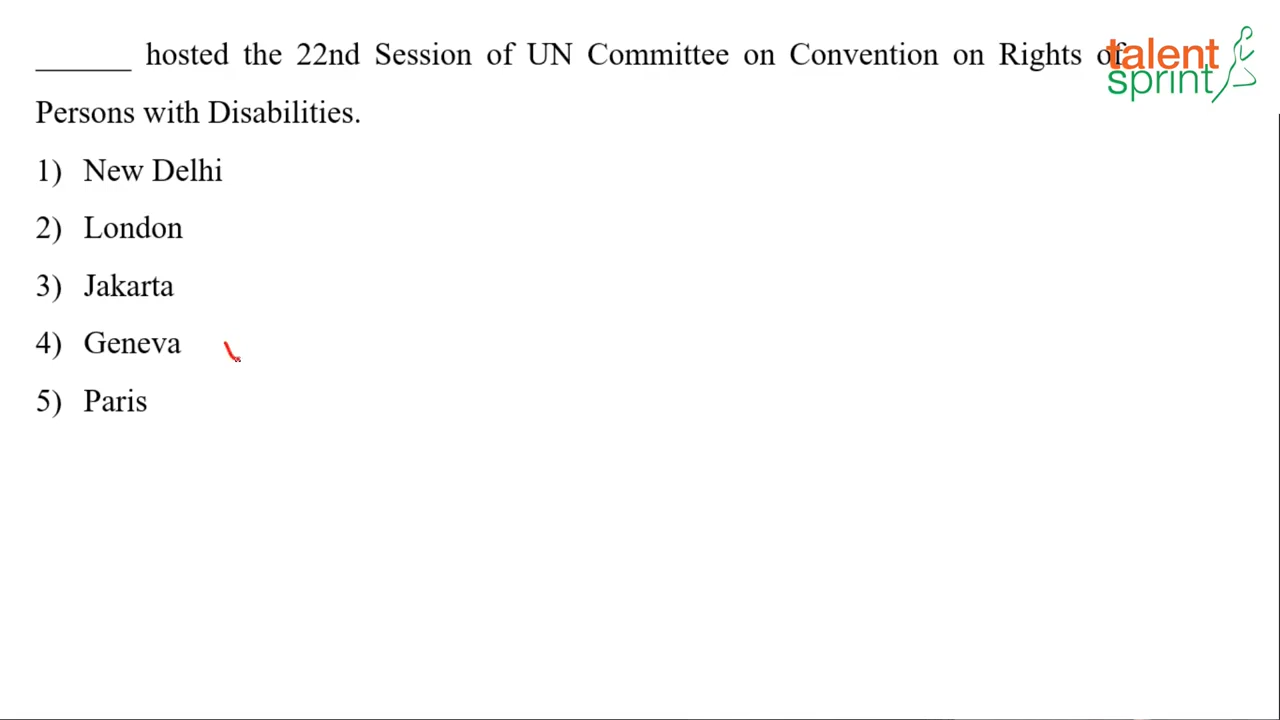 ______ hosted the 22nd Session of UN Committee on Convention on Rights of
Persons with Disabilities.
1) New Delhi
2) London
3) Jakarta
4) Geneva
5) Paris
talent
sprint